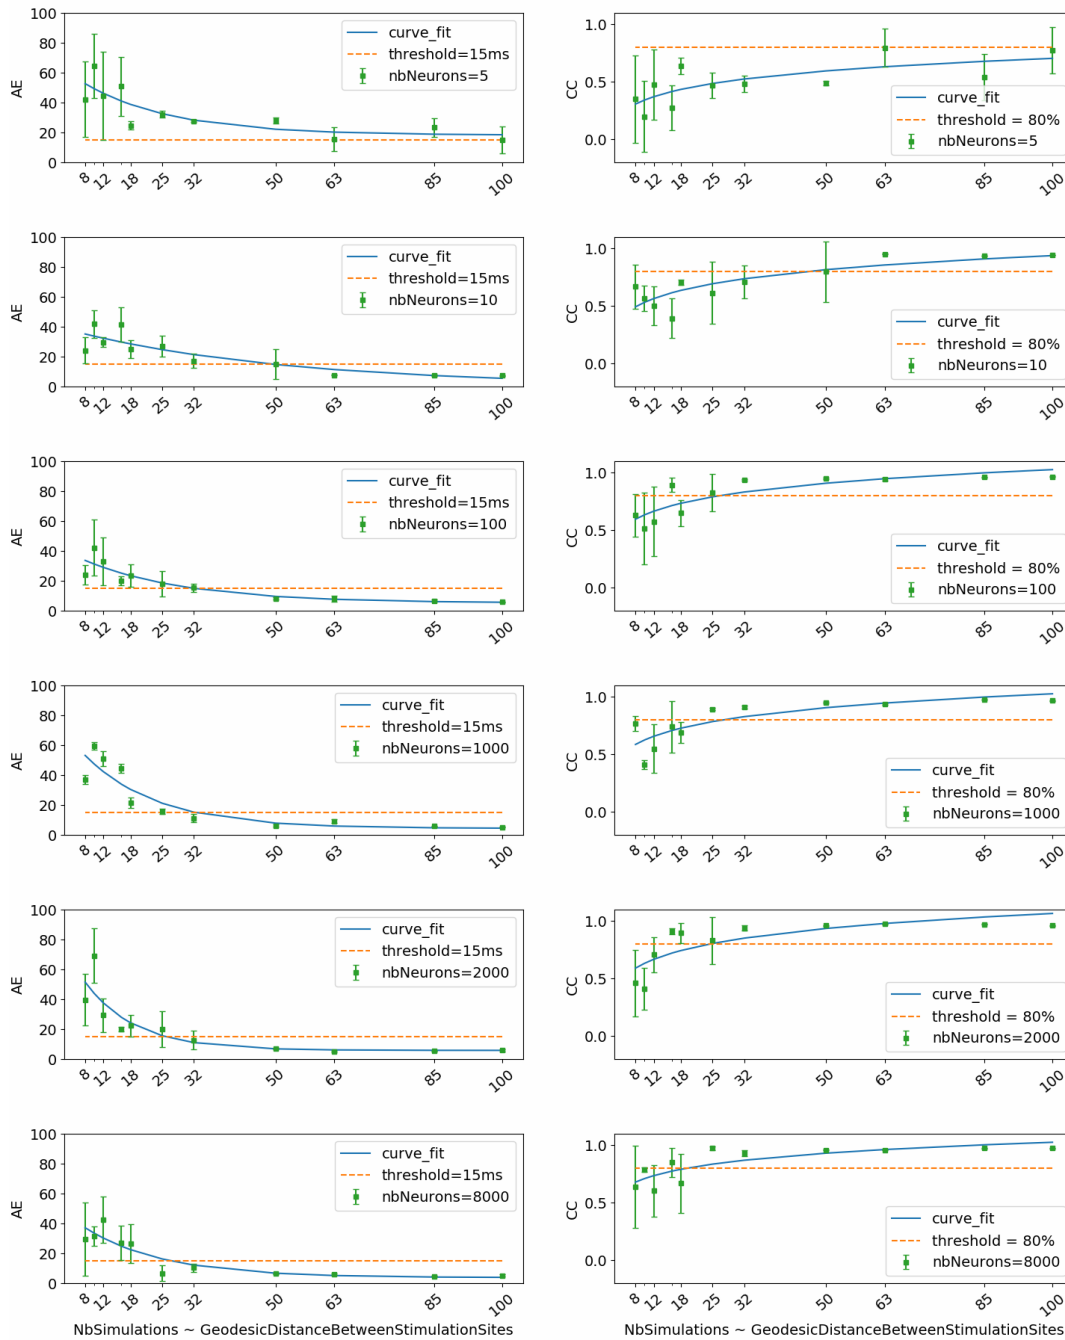 100
80
60
40
20
0
AE
curve_fit
threshold=15ms
nbNeurons=5
8 12 18 25 32 50 63 85 100
1.0
0.5
0.0
CC
curve_fit
threshold = 80%
nbNeurons=5
8 12 18 25 32 50 63 85 100
100
80
60
40
20
0
AE
curve_fit
threshold=15ms
nbNeurons=10
8 12 18 25 32 50 63 85 100
1.0
0.5
0.0
CC
curve_fit
threshold = 80%
nbNeurons=10
8 12 18 25 32 50 63 85 100
100
80
60
40
20
0
AE
curve_fit
threshold=15ms
nbNeurons=100
8 12 18 25 32 50 63 85 100
1.0
0.5
0.0
CC
curve_fit
threshold = 80%
nbNeurons=100
8 12 18 25 32 50 63 85 100
100
80
60
40
20
0
AE
curve_fit
threshold=15ms
nbNeurons=1000
8 12 18 25 32 50 63 85 100
1.0
0.5
0.0
CC
curve_fit
threshold = 80%
nbNeurons=1000
8 12 18 25 32 50 63 85 100
100
80
60
40
20
0
AE
curve_fit
threshold=15ms
nbNeurons=2000
8 12 18 25 32 50 63 85 100
1.0
0.5
0.0
CC
curve_fit
threshold = 80%
nbNeurons=2000
8 12 18 25 32 50 63 85 100
100
80
60
40
20
0
AE
curve_fit
threshold=15ms
nbNeurons=8000
8 12 18 25 32 50 63 85 100
NbSimulations ~ GeodesicDistanceBetweenStimulationSites
1.0
0.5
0.0
CC
curve_fit
threshold = 80%
nbNeurons=8000
8 12 18 25 32 50 63 85 100
NbSimulations ~ GeodesicDistanceBetweenStimulationSites